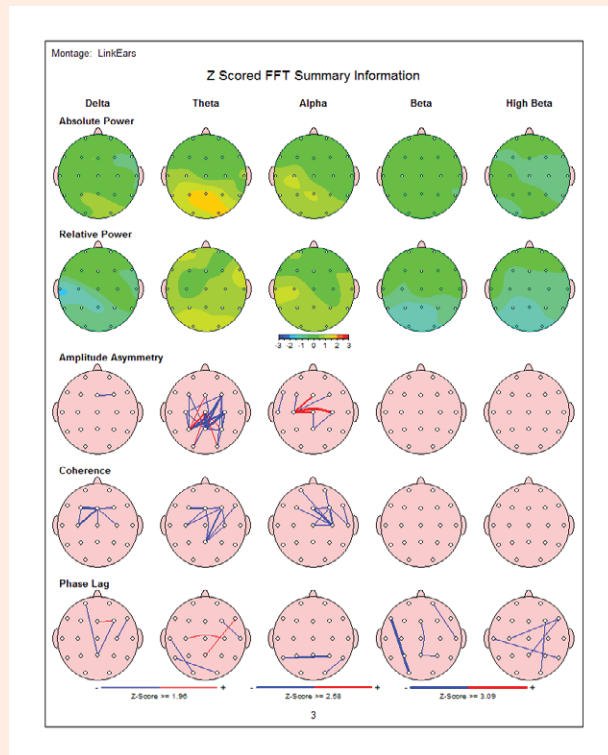 Montage: LinkEars
Z Scored FFT Summary Information
Delta Theta Alpha Beta High Beta
Absolute Power
Relative Power
-3 -2 -1 0 1 2 3
Amplitude Asymmetry
Coherence
Phase Lag
- + - + - +
Z-Score >= 1.96 Z-Score >= 2.58 Z-Score >= 3.09
3